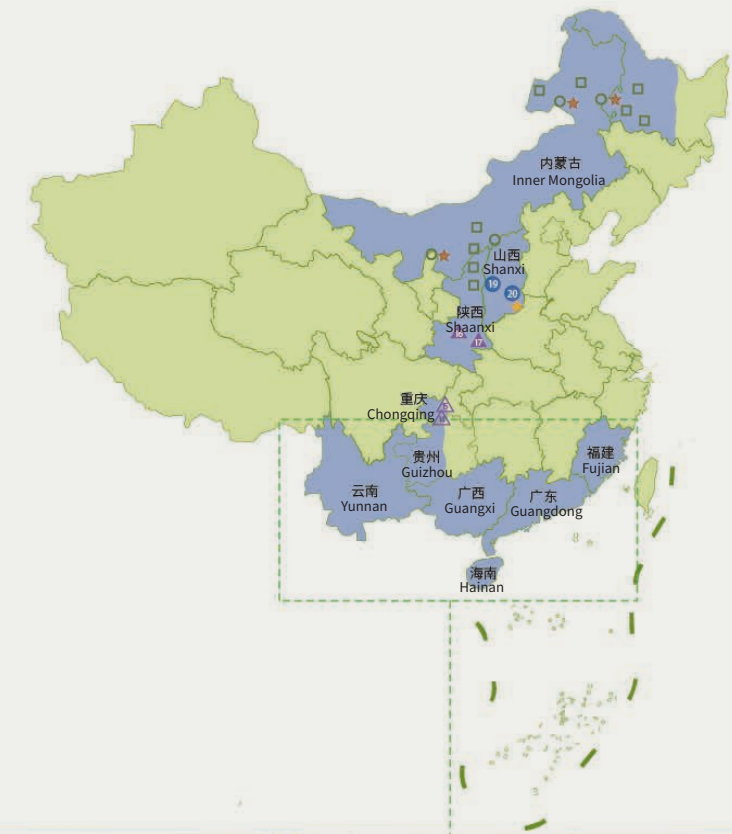 内蒙古
Inner Mongolia
山西
Shanxi
19
20
陕西
Shaanxi
16
17
重庆
Chongqing
贵州
Guizhou
福建
Fujian
云南
Yunnan
广西
Guangxi
广东
Guangdong
海南
Hainan